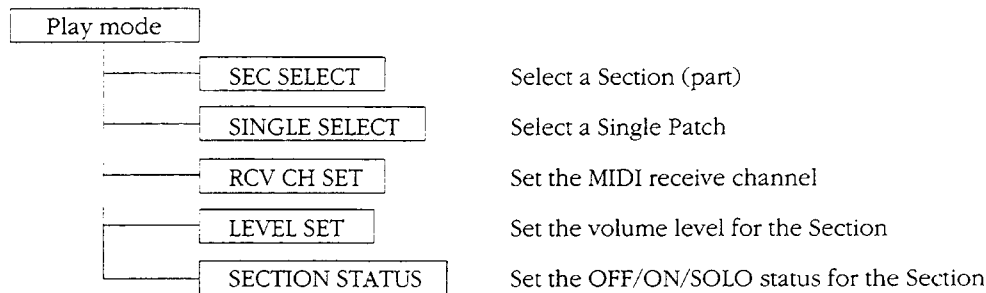 Play mode
SEC SELECT Select a Section (part)
SINGLE SELECT Select a Single Patch
RCV CH SET Set the MIDI receive channel
LEVEL SET Set the volume level for the Section
SECTION STATUS Set the OFF/ON/SOLO status for the Section